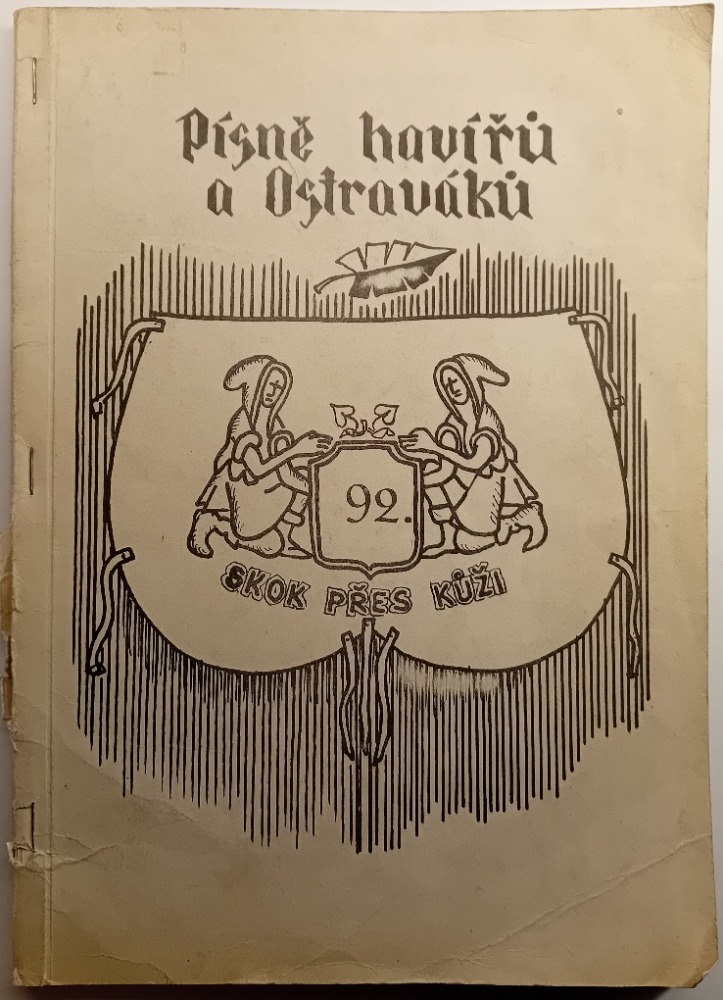 Písně havířů
a Ostraváků
92.
SKOK PŘES KŮŽI